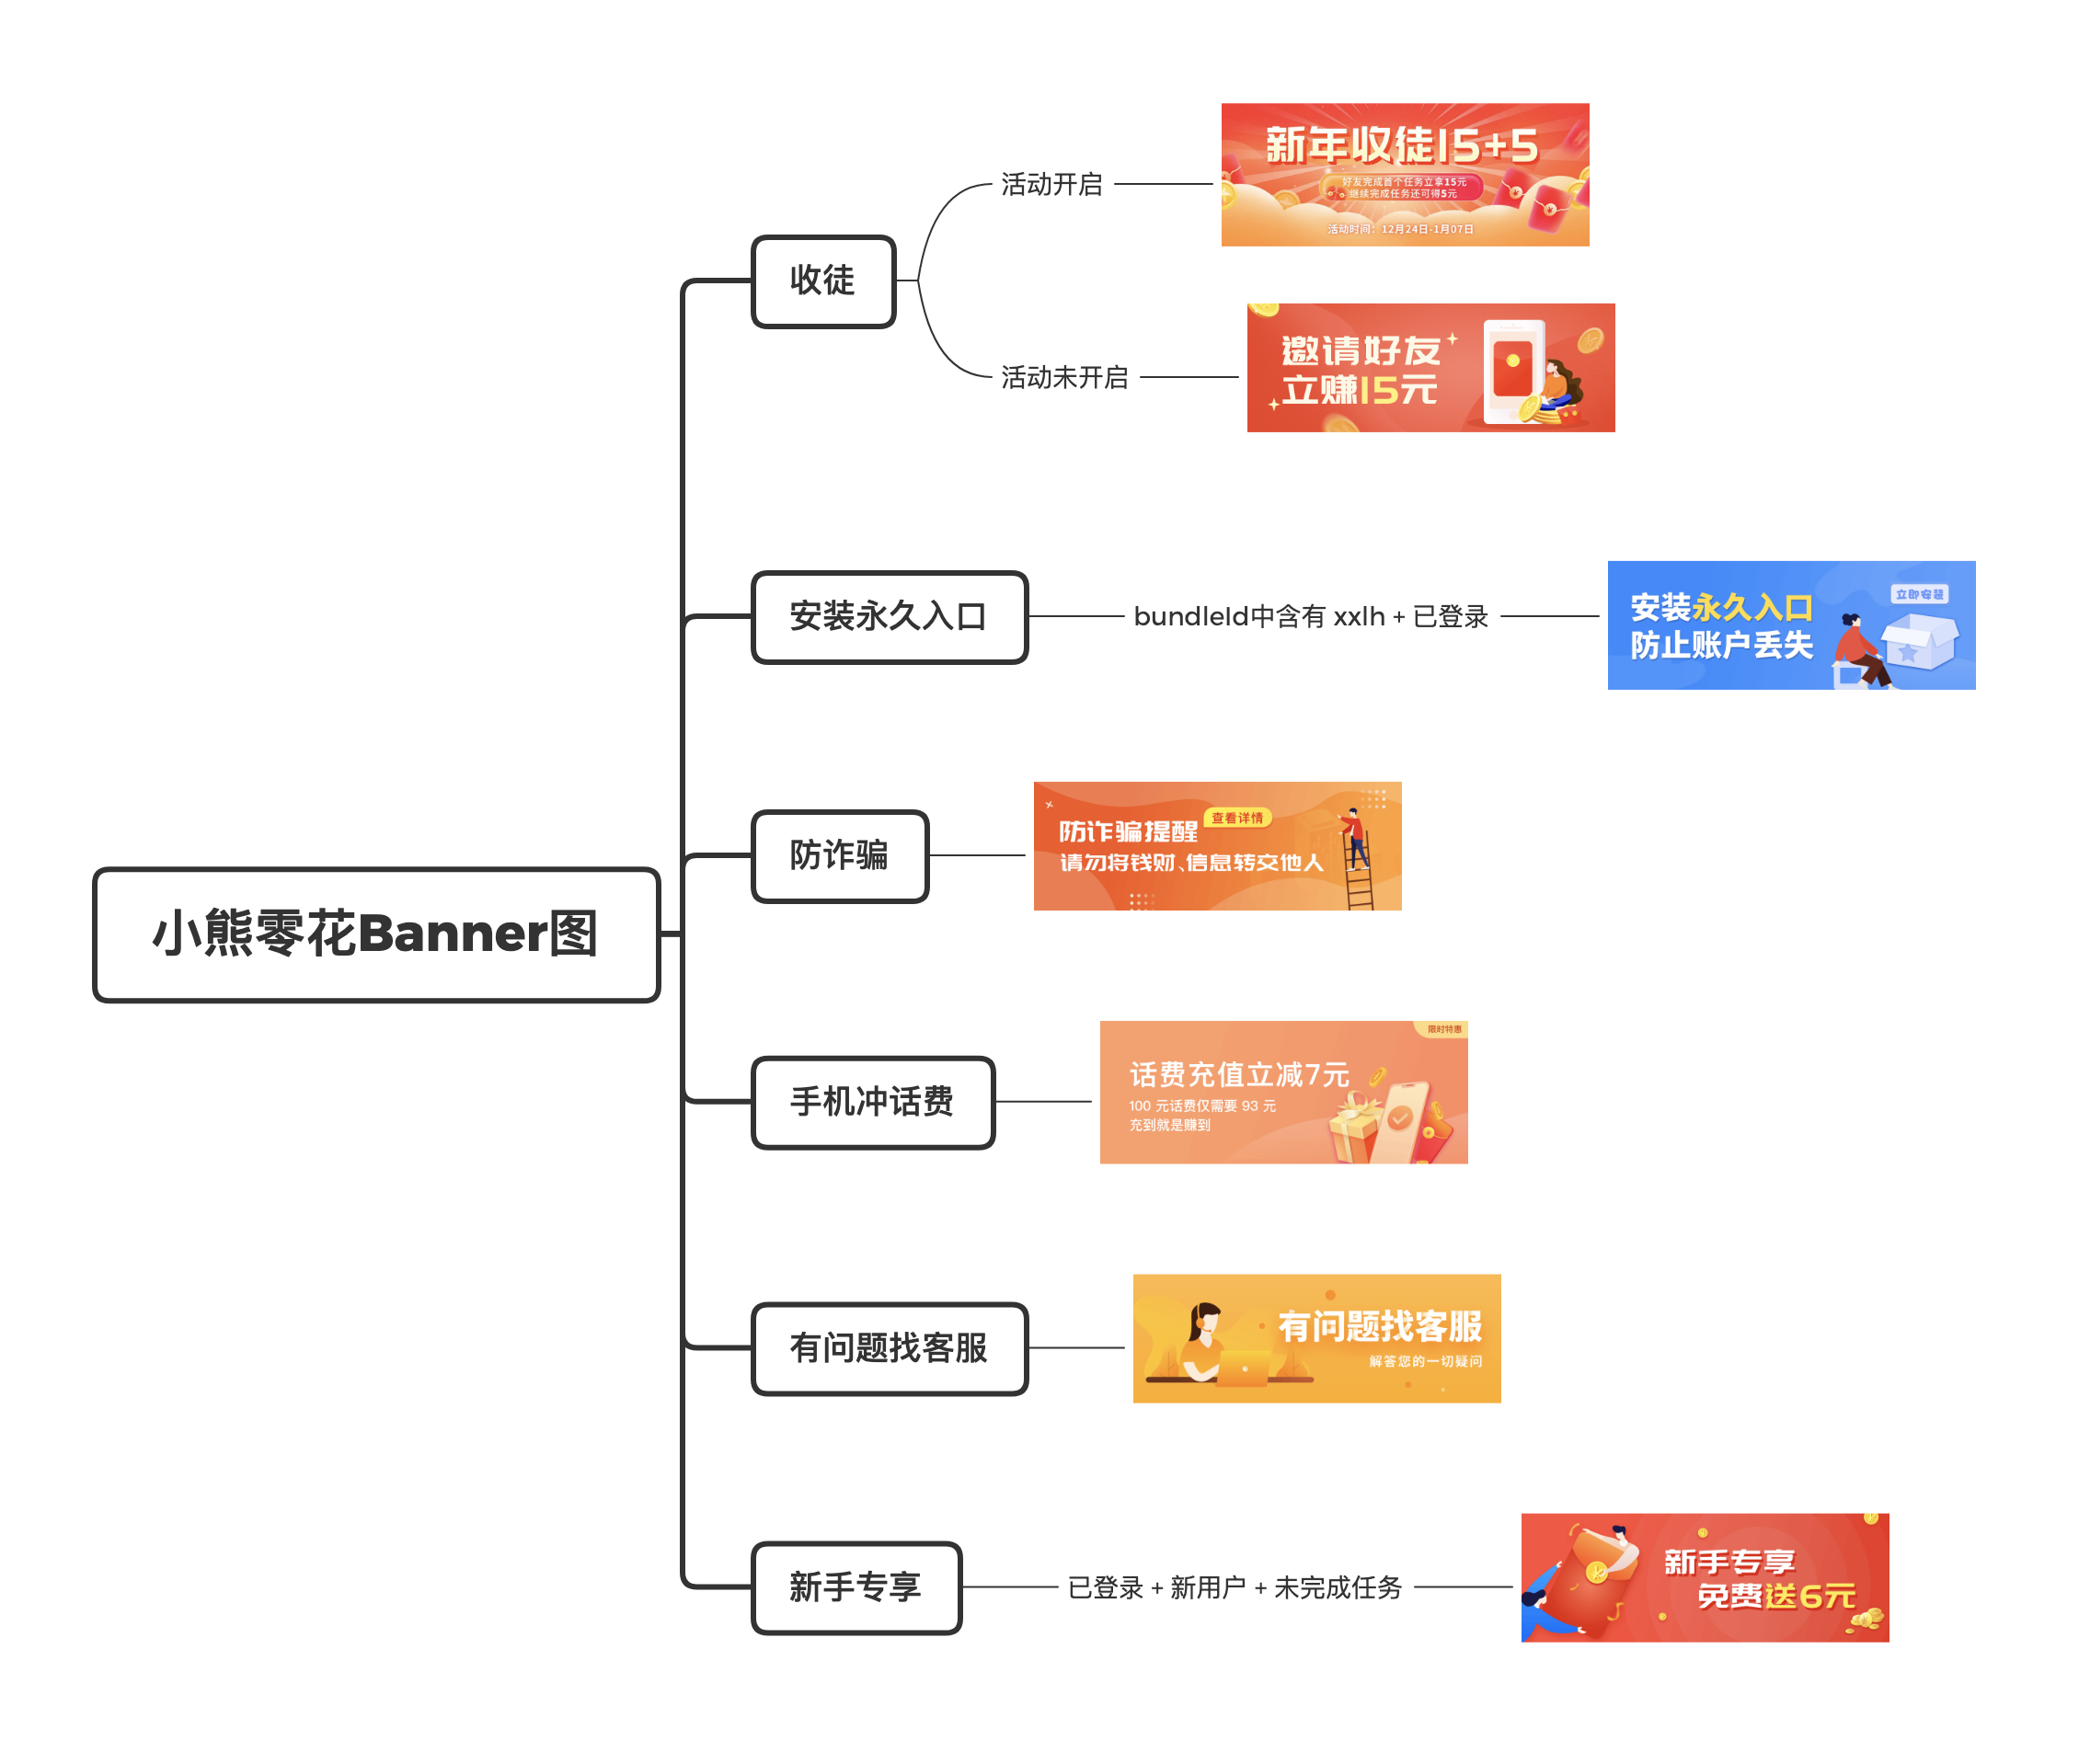 小熊零花Banner图
收徒
活动开启
新年收徒15+5
好友完成首个任务立拿15元
继续完成任务还可得5元
活动时间：12月24日-1月07日
活动未开启
邀请好友
立赚15元
安装永久入口
bundleId中含有 xxlh + 已登录
安装永久入口
防止账户丢失
立即安装
防诈骗
防诈骗提醒
查看详情
请勿将钱财、信息转交他人
手机冲话费
限时特惠
话费充值立减7元
100 元话费仅需要 93 元
充到就是赚到
有问题找客服
有问题找客服
解答您的一切疑问
新手专享
已登录 + 新用户 + 未完成任务
新手专享
免费送6元